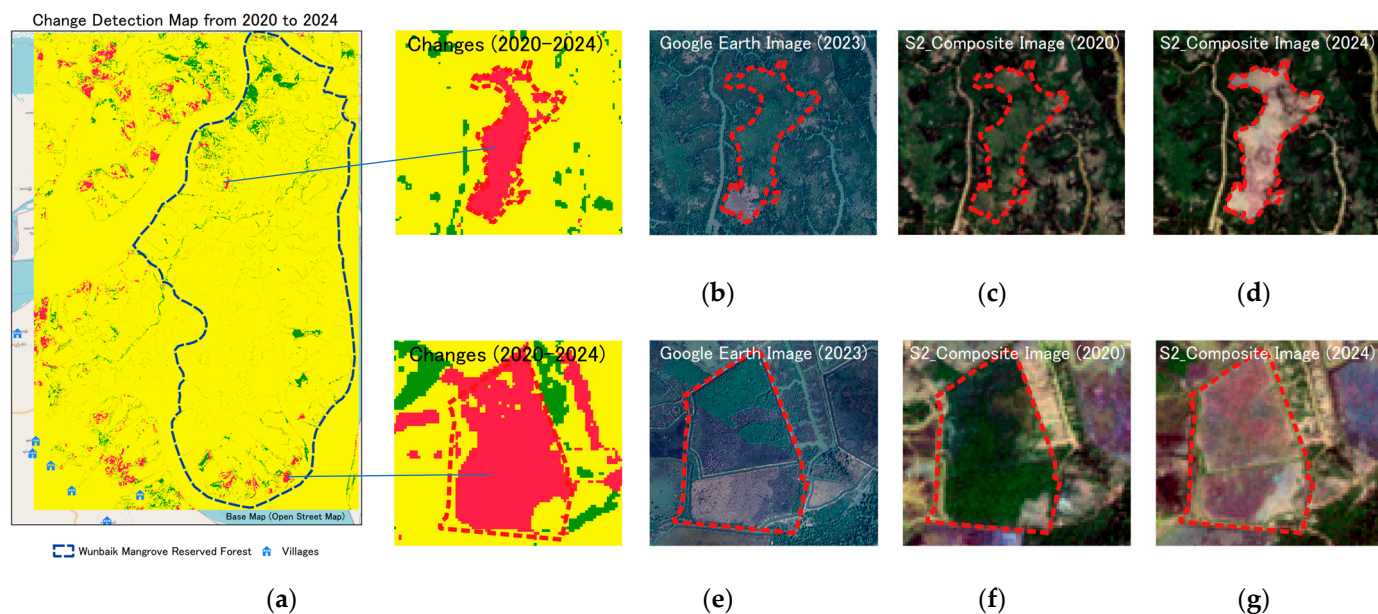 Change Detection Map from 2020 to 2024
Base Map (Open Street Map)
Wunbaik Mangrove Reserved Forest
Villages
(a)
Changes (2020-2024)
Google Earth Image (2023)
S2_Composite Image (2020)
S2_Composite Image (2024)
(b)
(c)
(d)
Changes (2020-2024)
Google Earth Image (2023)
S2_Composite Image (2020)
S2_Composite Image (2024)
(e)
(f)
(g)